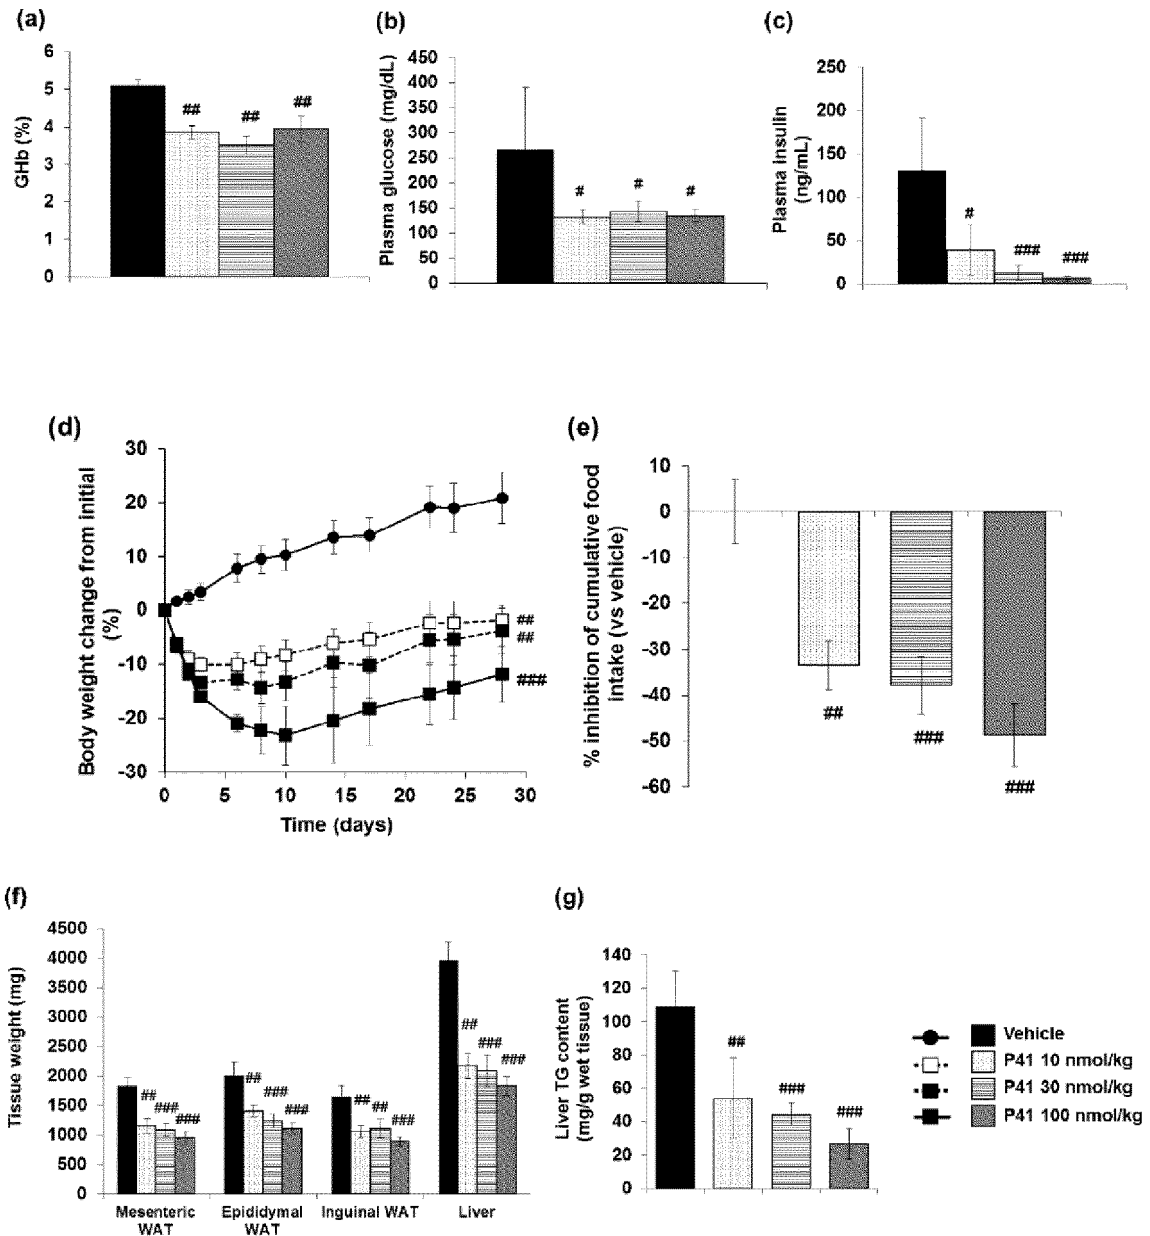 (a)
GHb (%)
6
5
4
3
2
1
0
##
##
##
(b)
Plasma glucose (mg/dL)
450
400
350
300
250
200
150
100
50
0
#
#
#
(c)
Plasma insulin
(ng/mL)
250
200
150
100
50
0
#
###
###
(d)
Body weight change from initial
(%)
30
20
10
0
-10
-20
-30
##
##
###
0 5 10 15 20 25 30
Time (days)
(e)
% inhibition of cumulative food
intake (vs vehicle)
10
0
-10
-20
-30
-40
-50
-60
##
###
###
(f)
Tissue weight (mg)
4500
4000
3500
3000
2500
2000
1500
1000
500
0
## ### ###
## ### ###
## ## ###
## ### ###
Mesenteric
WAT
Epididymal
WAT
Inguinal WAT
Liver
(g)
Liver TG content
(mg/g wet tissue)
140
120
100
80
60
40
20
0
##
###
###
Vehicle
P41 10 nmol/kg
P41 30 nmol/kg
P41 100 nmol/kg